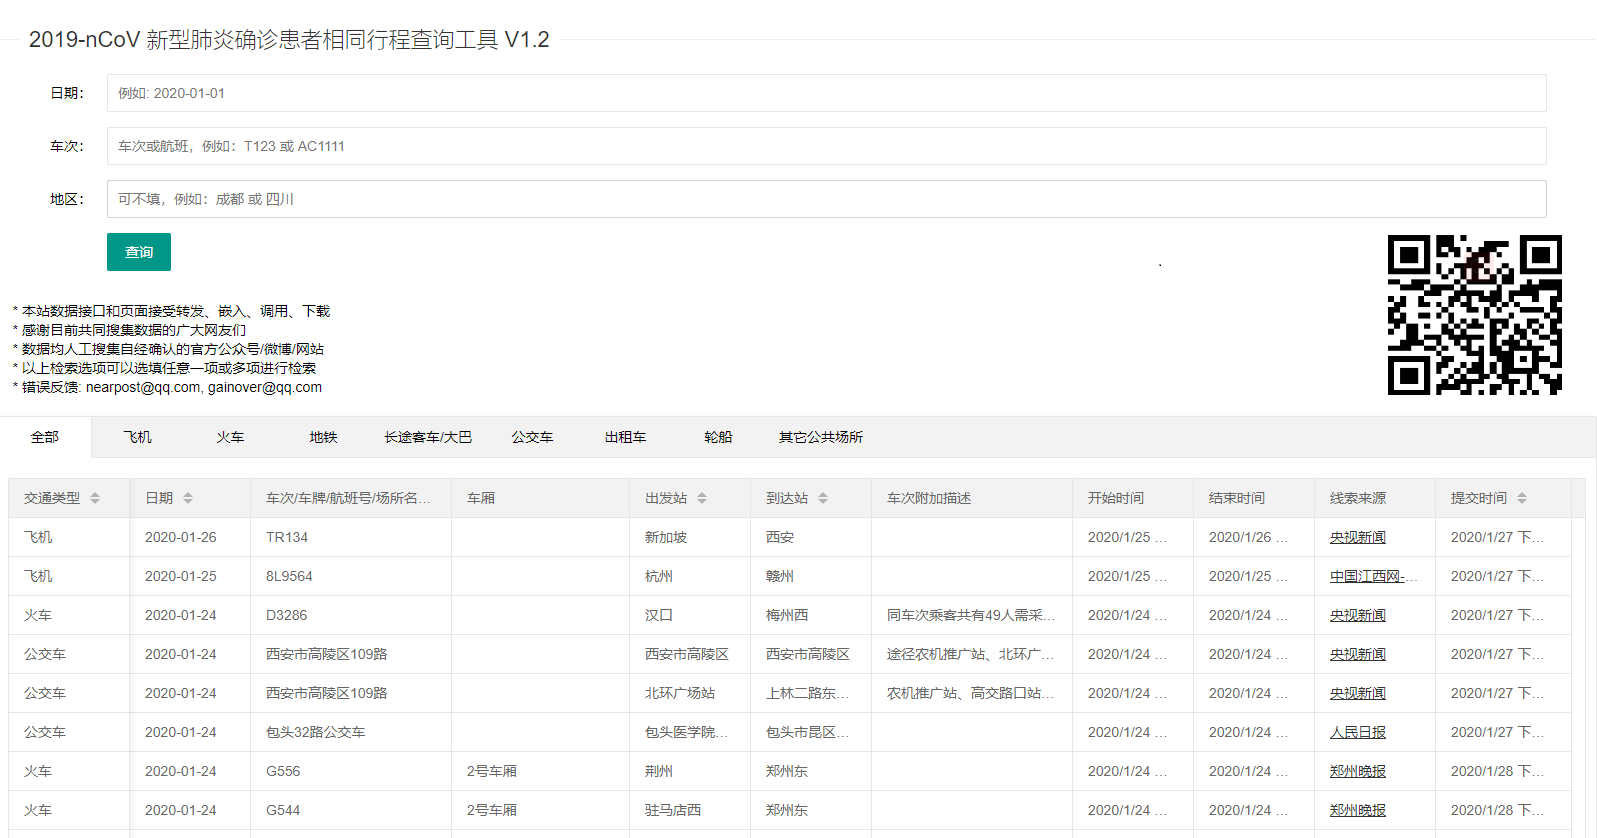 2019-nCoV 新型肺炎确诊患者相同行程查询工具 V1.2
日期： 例如: 2020-01-01
车次： 车次或航班，例如：T123 或 AC1111
地区： 可不填，例如：成都 或 四川
查询
* 本站数据接口和页面接受转发、嵌入、调用、下载
* 感谢目前共同搜集数据的广大网友们
* 数据均人工搜集自经确认的官方公众号/微博/网站
* 以上检索选项可以选填任意一项或多项进行检索
* 错误反馈: nearpost@qq.com, gainover@qq.com
全部 飞机 火车 地铁 长途客车/大巴 公交车 出租车 轮船 其它公共场所
交通类型 日期 车次/车牌/航班号/场所名... 车厢 出发站 到达站 车次附加描述 开始时间 结束时间 线索来源 提交时间
飞机 2020-01-26 TR134 新加坡 西安 2020/1/25 ... 2020/1/26 ... 央视新闻 2020/1/27 下...
飞机 2020-01-25 8L9564 杭州 赣州 2020/1/25 ... 2020/1/25 ... 中国江西网-... 2020/1/27 下...
火车 2020-01-24 D3286 汉口 梅州西 同车次乘客共有49人需采... 2020/1/24 ... 2020/1/24 ... 央视新闻 2020/1/27 下...
公交车 2020-01-24 西安市高陵区109路 西安市高陵区 西安市高陵区 途径农机推广站、北环广... 2020/1/24 ... 2020/1/24 ... 央视新闻 2020/1/27 下...
公交车 2020-01-24 西安市高陵区109路 北环广场站 上林二路东... 农机推广站、高交路口站... 2020/1/24 ... 2020/1/24 ... 央视新闻 2020/1/27 下...
公交车 2020-01-24 包头32路公交车 包头医学院... 包头市昆区... 2020/1/24 ... 2020/1/24 ... 人民日报 2020/1/27 下...
火车 2020-01-24 G556 2号车厢 荆州 郑州东 2020/1/24 ... 2020/1/24 ... 郑州晚报 2020/1/28 下...
火车 2020-01-24 G544 2号车厢 驻马店西 郑州东 2020/1/24 ... 2020/1/24 ... 郑州晚报 2020/1/28 下...